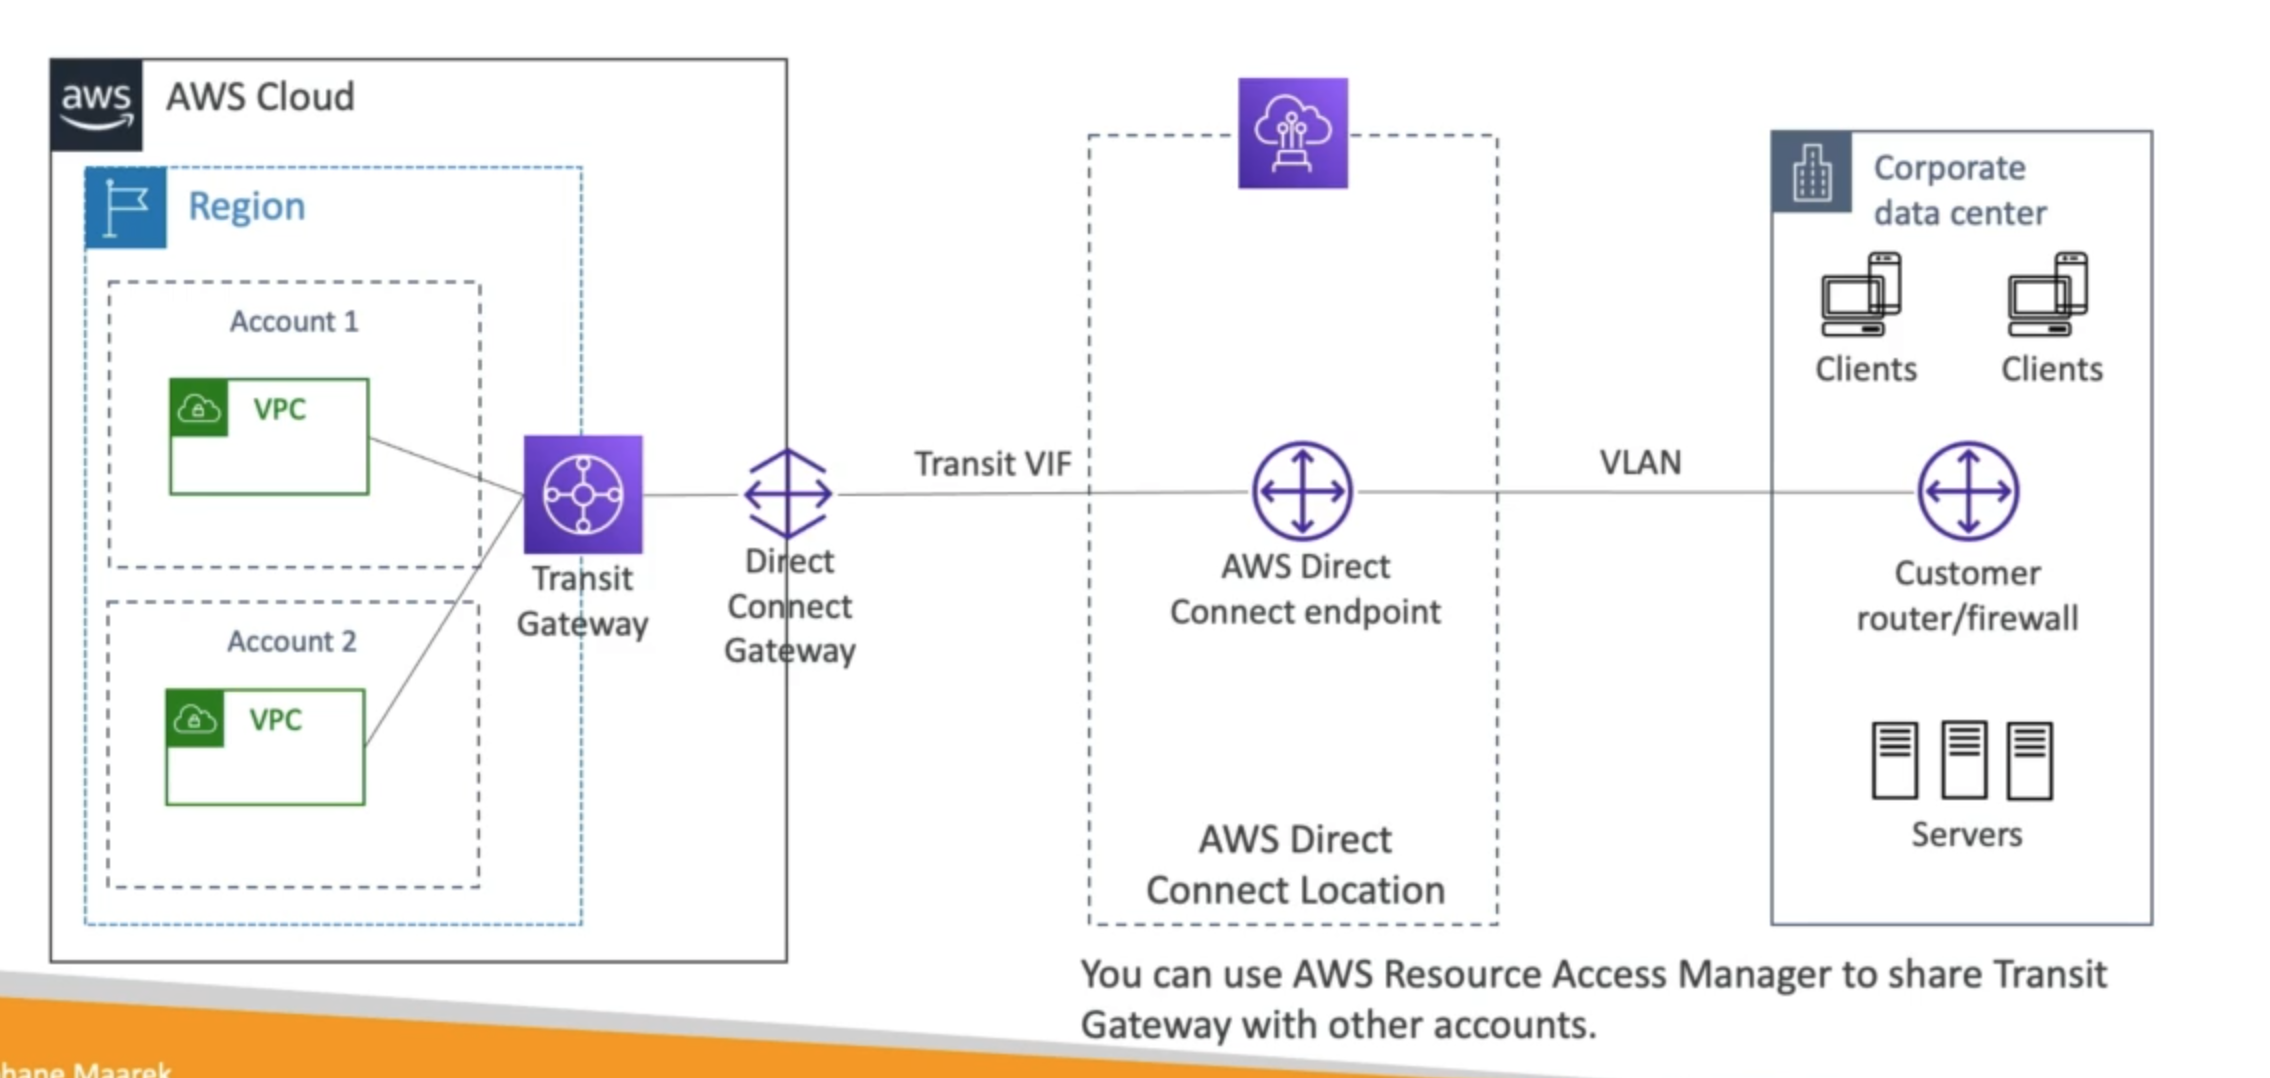 aws
AWS Cloud
Region
Account 1
VPC
Account 2
VPC
Transit
Gateway
Direct
Connect
Gateway
Transit VIF
AWS Direct
Connect endpoint
AWS Direct
Connect Location
VLAN
Corporate
data center
Clients
Clients
Customer
router/firewall
Servers
You can use AWS Resource Access Manager to share Transit
Gateway with other accounts.
hane Maarek